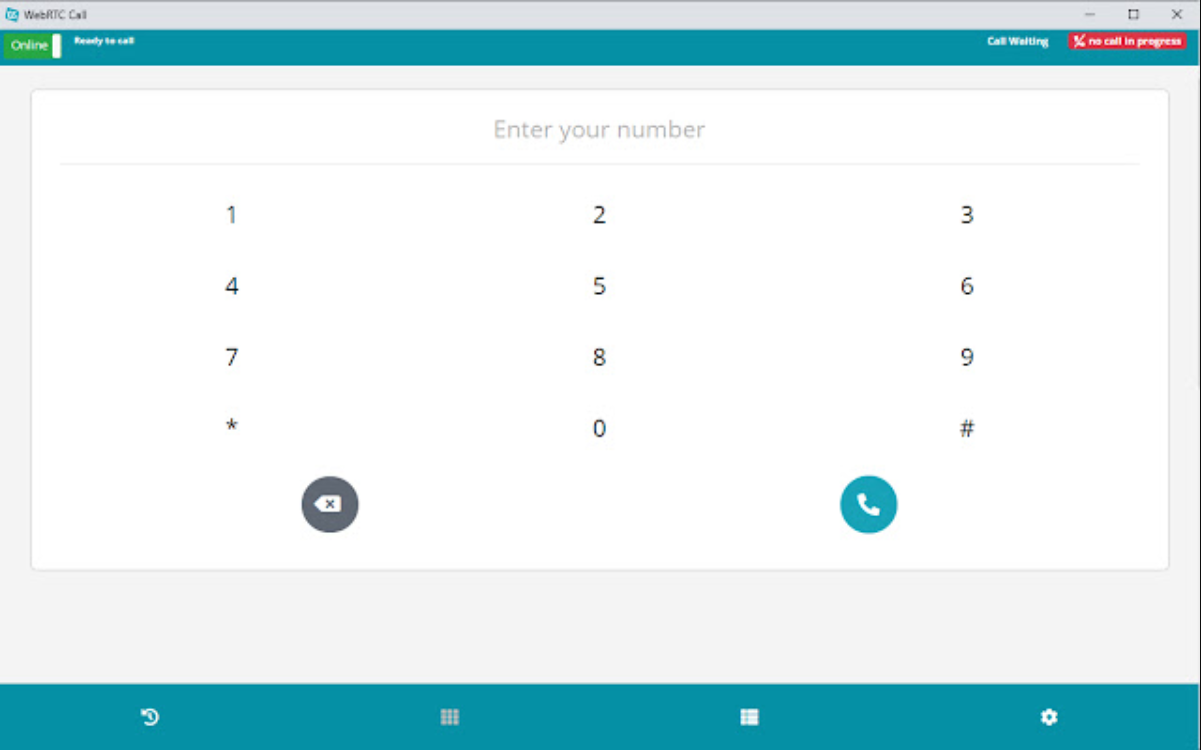 WebRTC Call
Online Ready to call Call Waiting no call in progress
Enter your number
1 2 3
4 5 6
7 8 9
* 0 #